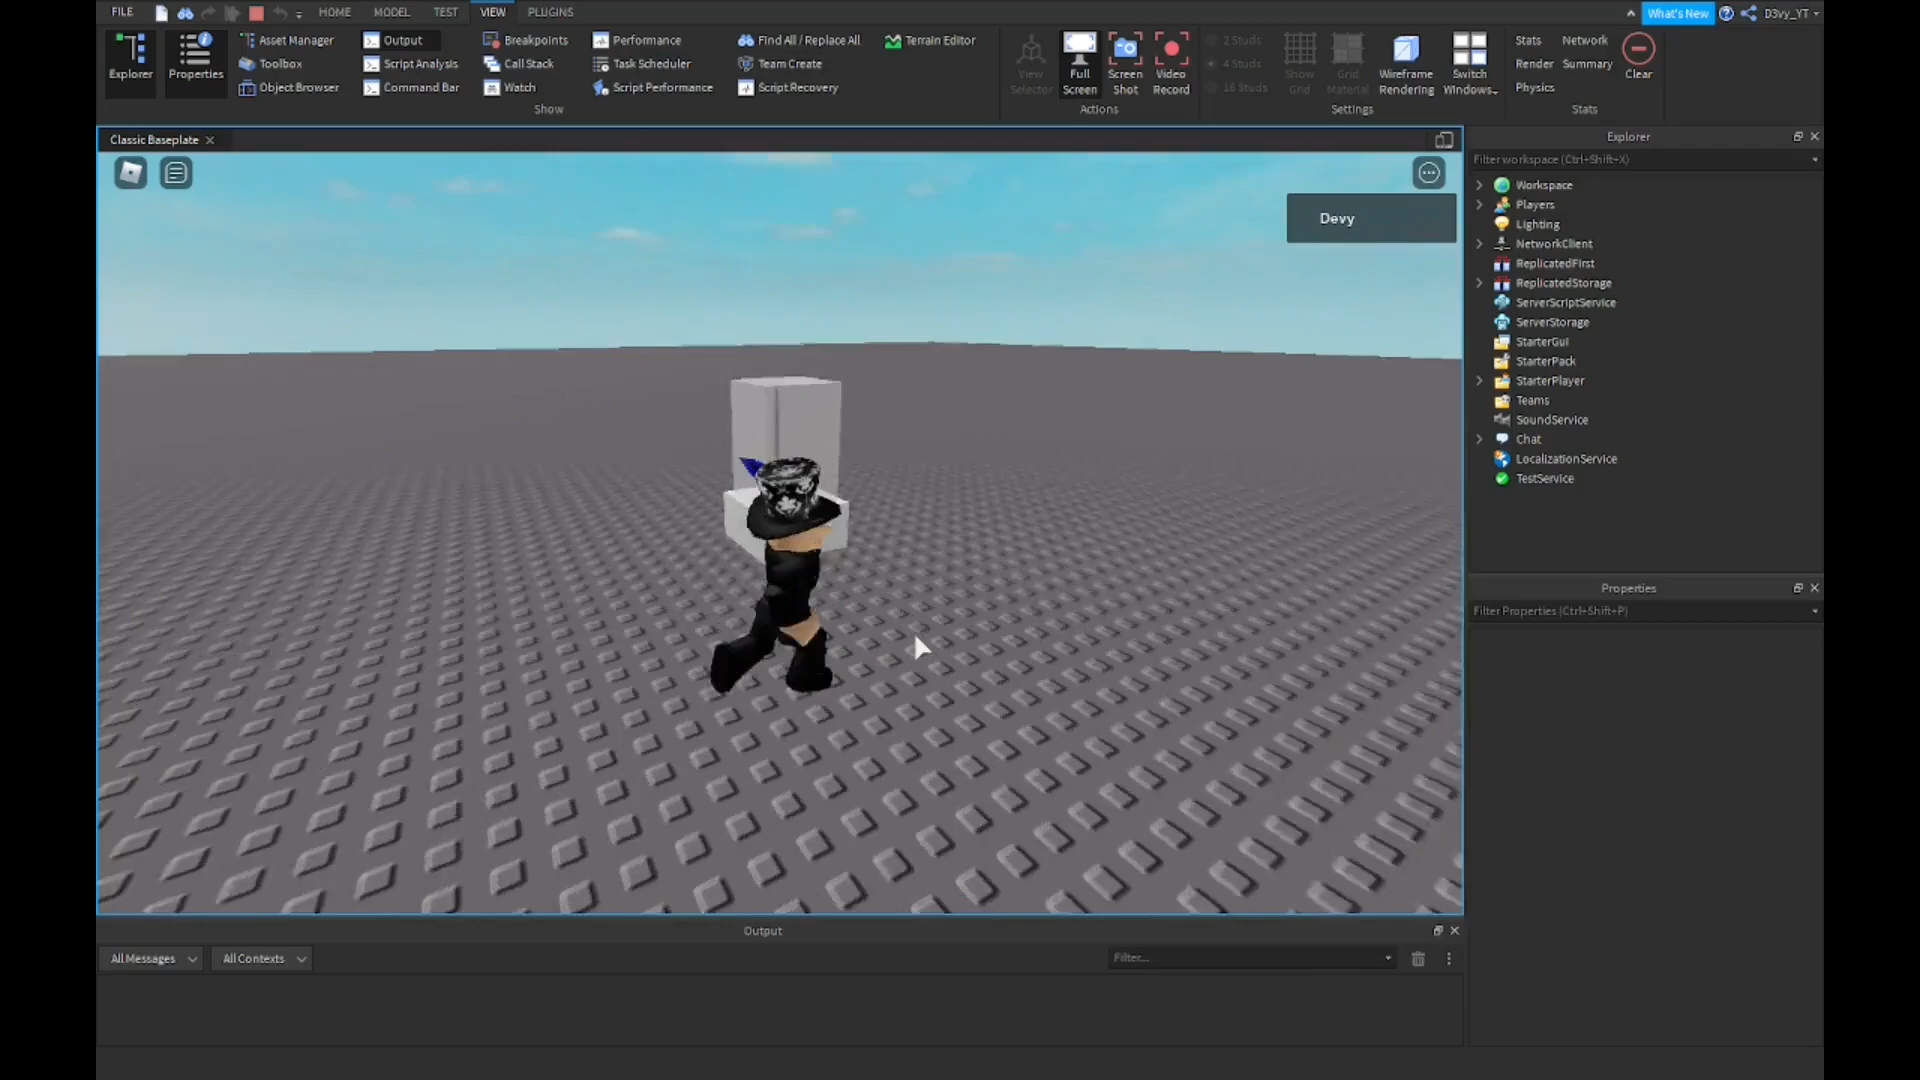 FILE HOME MODEL TEST VIEW PLUGINS What's New D3vy_YT
Explorer
Properties
Asset Manager
Toolbox
Object Browser
Output
Script Analysis
Command Bar
Breakpoints
Call Stack
Watch
Performance
Task Scheduler
Script Performance
Find All / Replace All
Team Create
Script Recovery
Terrain Editor
Show
View Selector
Full Screen
Screen Shot
Video Record
Actions
2 Studs
4 Studs
16 Studs
Show Grid
Grid Material
Wireframe Rendering
Switch Windows
Settings
Stats
Render
Physics
Network
Summary
Clear
Stats
Classic Baseplate
Devy
Explorer
Filter workspace (Ctrl+Shift+X)
Workspace
Players
Lighting
NetworkClient
ReplicatedFirst
ReplicatedStorage
ServerScriptService
ServerStorage
StarterGui
StarterPack
StarterPlayer
Teams
SoundService
Chat
LocalizationService
TestService
Properties
Filter Properties (Ctrl+Shift+P)
Output
All Messages All Contexts Filter...